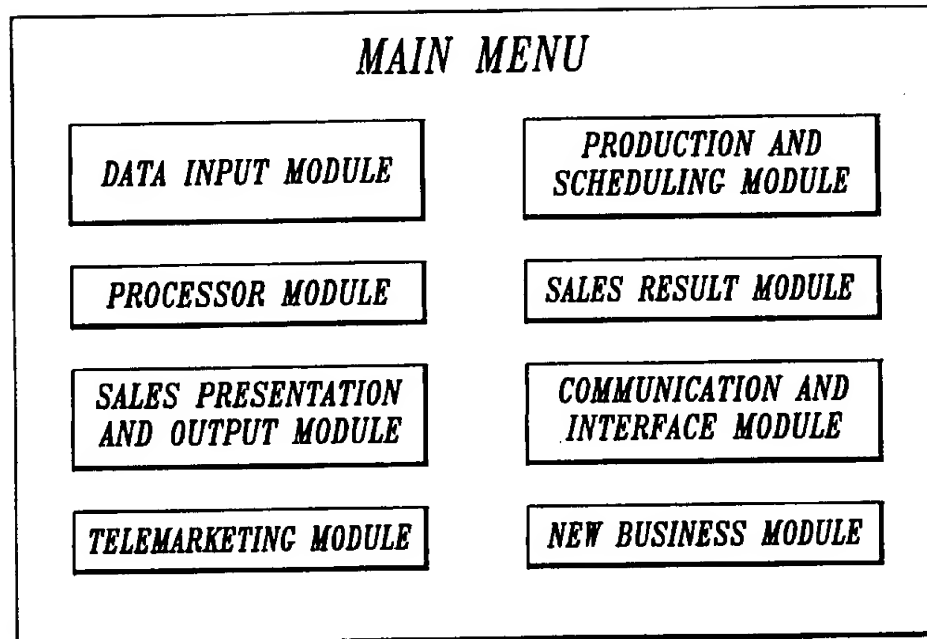 MAIN MENU
DATA INPUT MODULE
PRODUCTION AND
SCHEDULING MODULE
PROCESSOR MODULE
SALES RESULT MODULE
SALES PRESENTATION
AND OUTPUT MODULE
COMMUNICATION AND
INTERFACE MODULE
TELEMARKETING MODULE
NEW BUSINESS MODULE